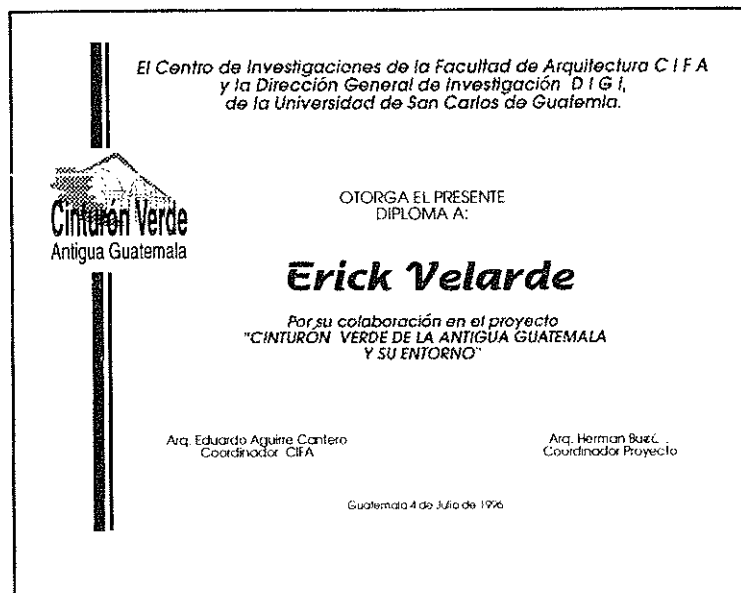 El Centro de Investigaciones de la Facultad de Arquitectura C I F A
y la Dirección General de Investigación D I G I,
de la Universidad de San Carlos de Guatemla.
Cinturón Verde
Antigua Guatemala
OTORGA EL PRESENTE
DIPLOMA A:
Erick Velarde
Por su colaboración en el proyecto
"CINTURÓN VERDE DE LA ANTIGUA GUATEMALA
Y SU ENTORNO"
Arq. Eduardo Aguirre Cantero
Coordinador CIFA
Arq. Herman
Coordinador Proyecto
Guatemala 4 de Julio de 1996